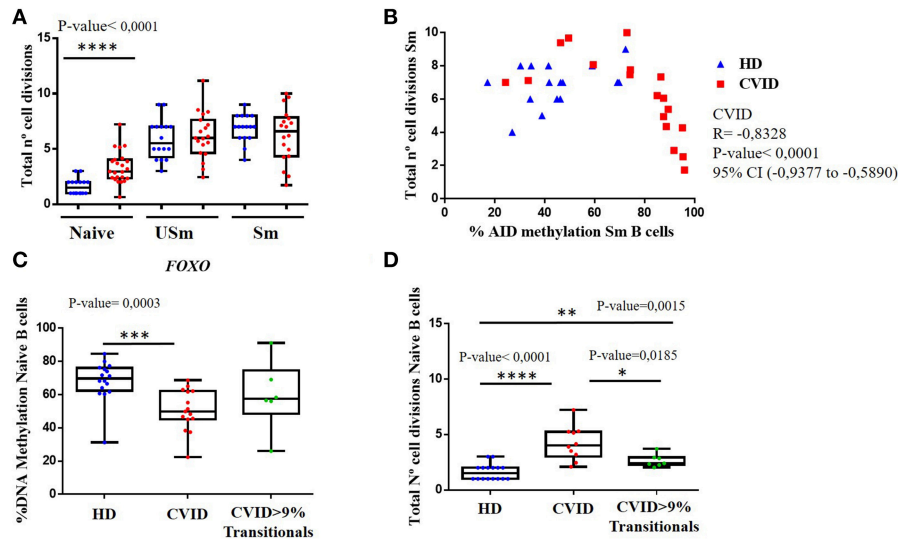 A
P-value< 0,0001
****
Total nº cell divisions
15
10
5
0
Naive
USm
Sm
B
Total nº cell divisions Sm
10
8
6
4
2
0
0
20
40
60
80
100
% AID methylation Sm B cells
HD
CVID
CVID
R= -0,8328
P-value< 0,0001
95% CI (-0,9377 to -0,5890)
C
FOXO
P-value= 0,0003
***
%DNA Methylation Naive B cells
100
80
60
40
20
0
HD
CVID
CVID>9%
Transitionals
D
Total Nº cell divisions Naive B cells
**
P-value=0,0015
15
P-value< 0,0001
P-value=0,0185
****
*
10
5
0
HD
CVID
CVID>9%
Transitionals